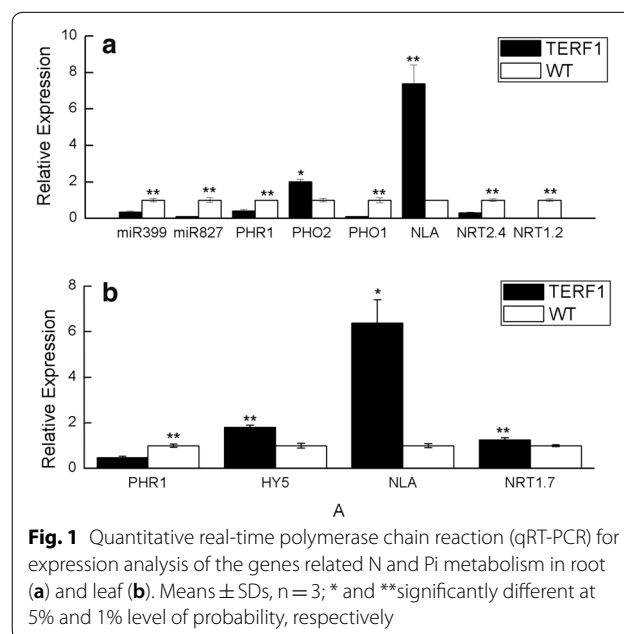 a
10
8
6
4
2
0
Relative Expression
TERF1
WT
** ** ** * ** ** ** **
miR399 miR827 PHR1 PHO2 PHO1 NLA NRT2.4 NRT1.2
b
8
6
4
2
0
Relative Expression
TERF1
WT
** ** * **
PHR1 HY5 NLA NRT1.7
A
Fig. 1 Quantitative real-time polymerase chain reaction (qRT-PCR) for
expression analysis of the genes related N and Pi metabolism in root
(a) and leaf (b). Means ± SDs, n = 3; * and **significantly different at
5% and 1% level of probability, respectively